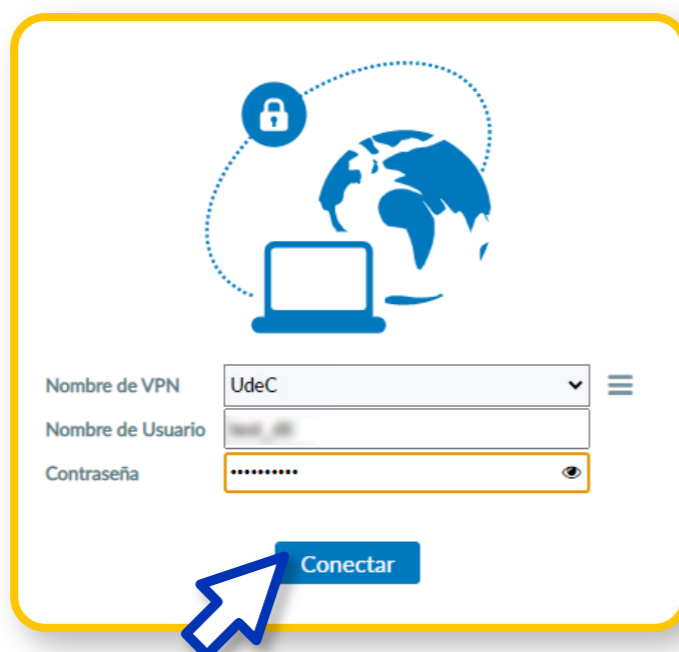 Nombre de VPN UdeC
Nombre de Usuario
Contraseña ••••••••••
Conectar